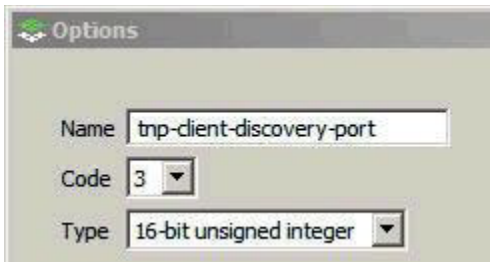 Options
Name tnp-client-discovery-port
Code 3
Type 16-bit unsigned integer